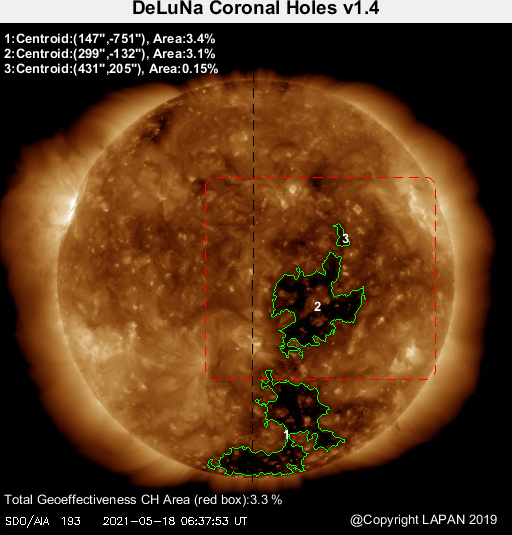 DeLuNa Coronal Holes v1.4
1:Centroid:(147",-751"), Area:3.4%
2:Centroid:(299",-132"), Area:3.1%
3:Centroid:(431",205"), Area:0.15%
3
2
1
Total Geoeffectiveness CH Area (red box):3.3 %
SDO/AIA 193 2021-05-18 06:37:53 UT
@Copyright LAPAN 2019